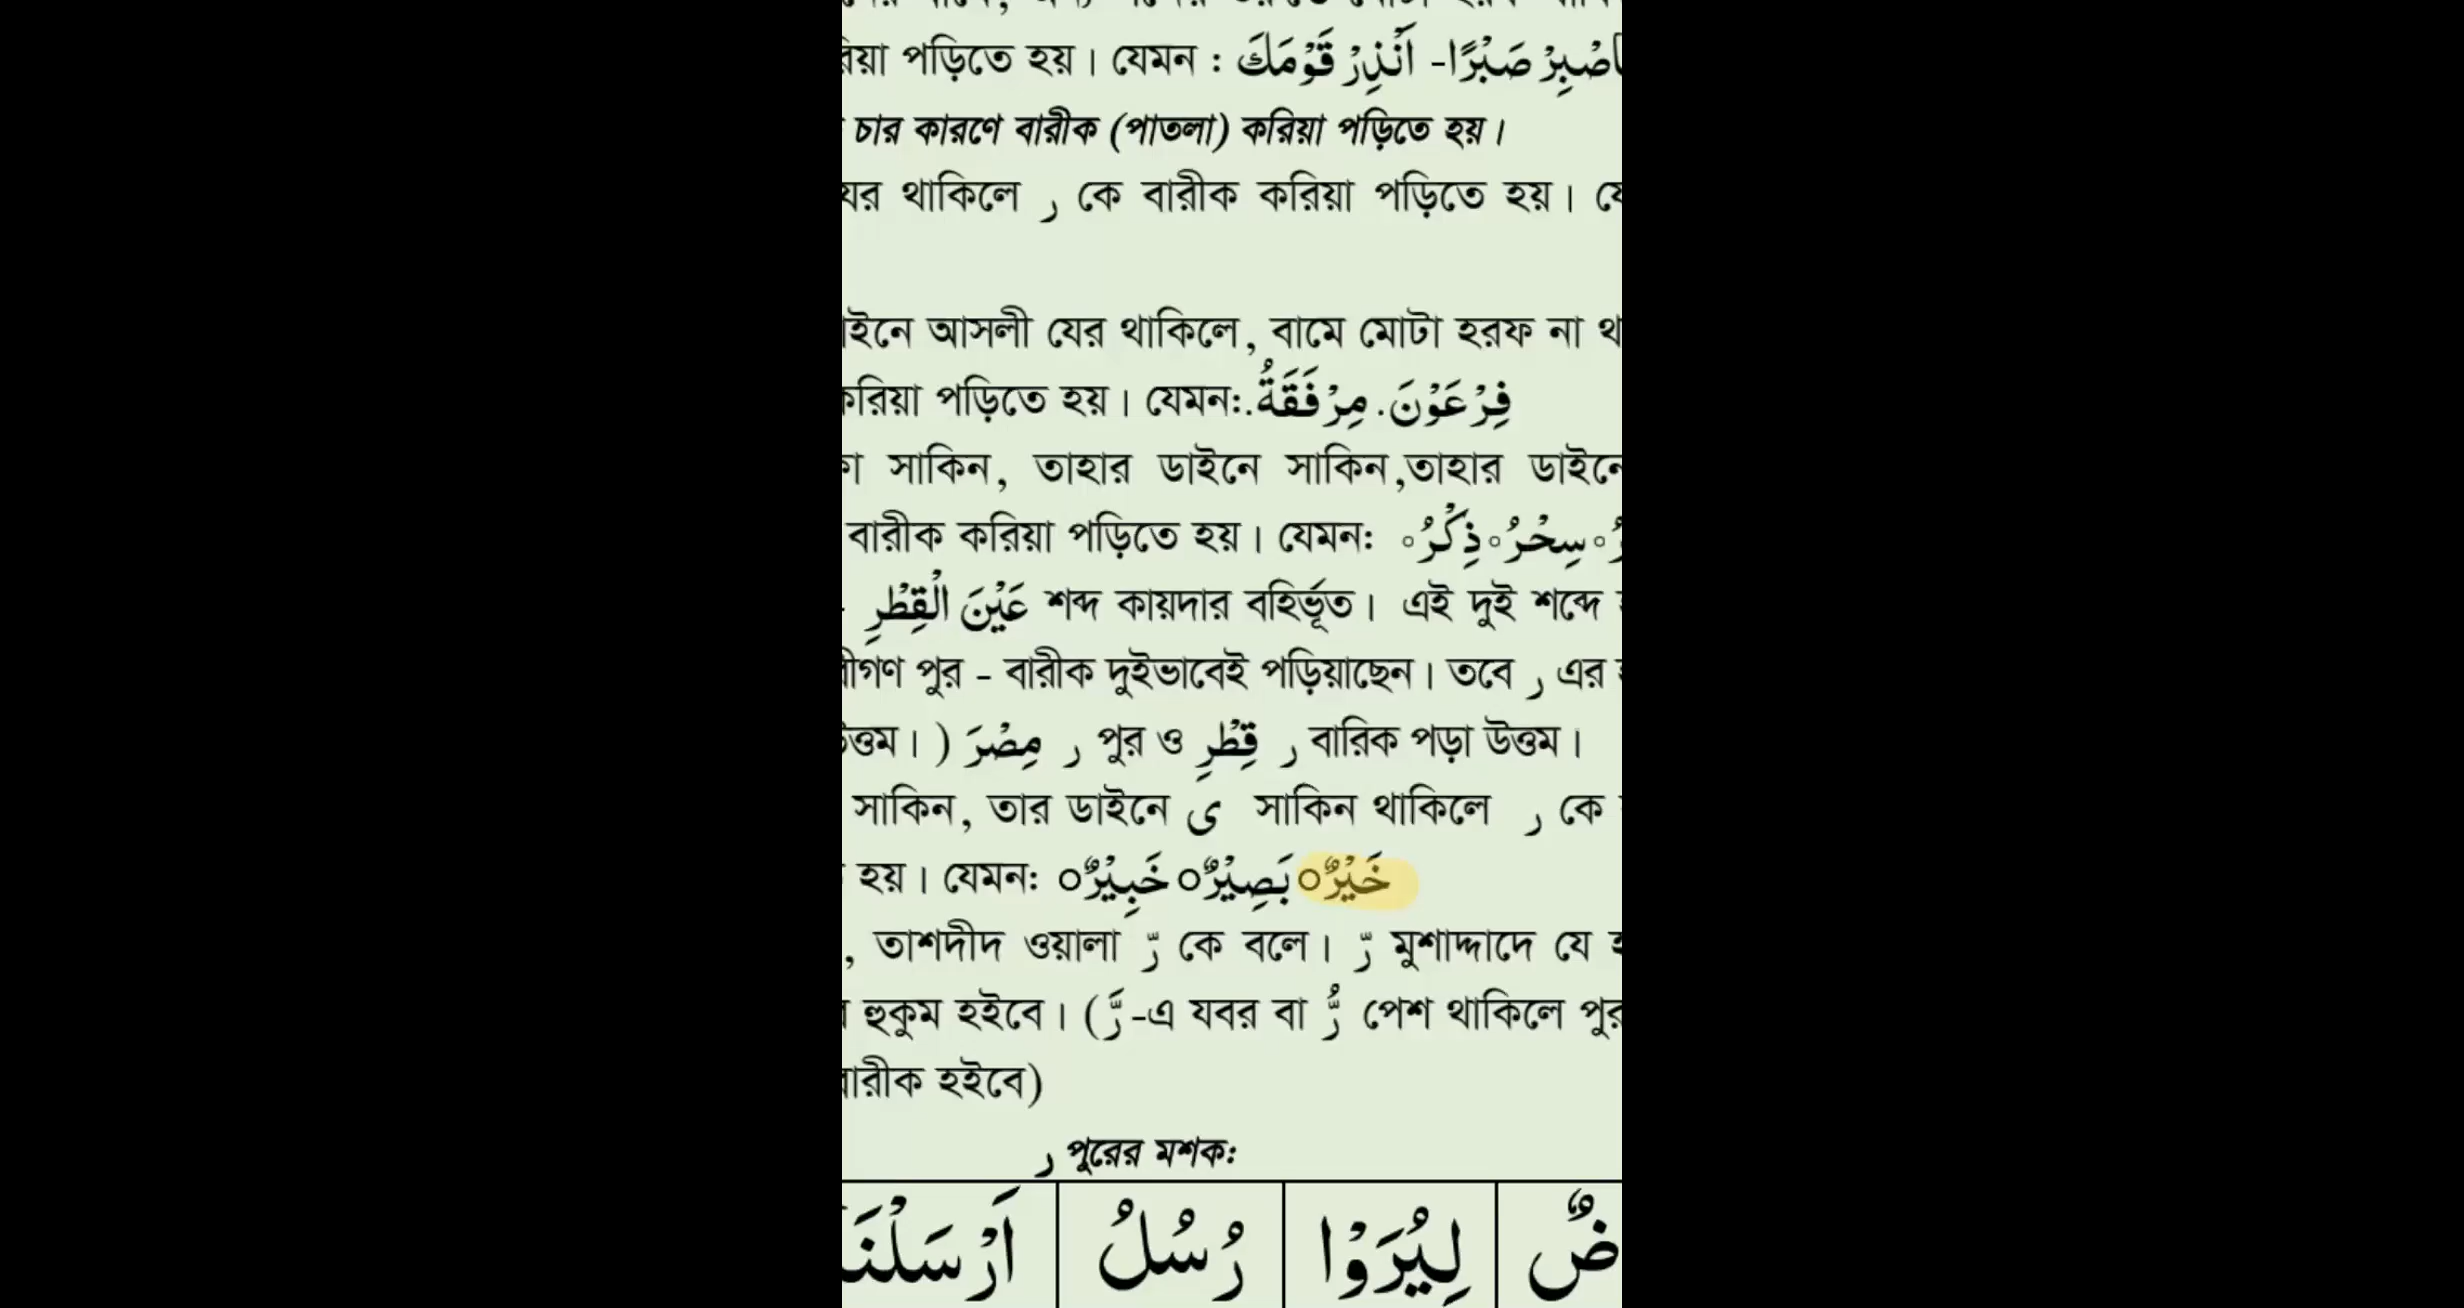 রিয়া পড়িতে হয়। যেমন : اَنْذِرْ قَوْمَكَ -اصْبِرْ صَبْرًا
চার কারণে বারীক (পাতলা) করিয়া পড়িতে হয়।
যের থাকিলে ر কে বারীক করিয়া পড়িতে হয়। যে
ইনে আসলী যের থাকিলে, বামে মোটা হরফ না থ
করিয়া পড়িতে হয়। যেমনঃ.فِرْعَوْنَ. مِرْفَقَةُ
সাকিন, তাহার ডাইনে সাকিন,তাহার ডাইনে
বারীক করিয়া পড়িতে হয়। যেমনঃ سِحْرُ ০ ذِكْرُ ০
- عَيْنَ الْقِطْرِ শব্দ কায়দার বহির্ভূত। এই দুই শব্দে
রীগণ পুর - বারীক দুইভাবেই পড়িয়াছেন। তবে ر এর
উত্তম। ) مِصْرَ ر পুর ও قِطْرِ ر বারিক পড়া উত্তম।
সাকিন, তার ডাইনে ى সাকিন থাকিলে ر কে
হয়। যেমনঃ خَيْرٌ ০ بَصِيْرٌ ০ خَبِيْرٌ ০
, তাশদীদ ওয়ালা رّ কে বলে। رّ মুশাদ্দাদে যে
হুকুম হইবে। (رَّ-এ যবর বা رُّ পেশ থাকিলে পুর
বারীক হইবে)
ر পুরের মশকঃ
اَرْسَلْنَ رُسُلُ لِيُرَوْا ضٌ